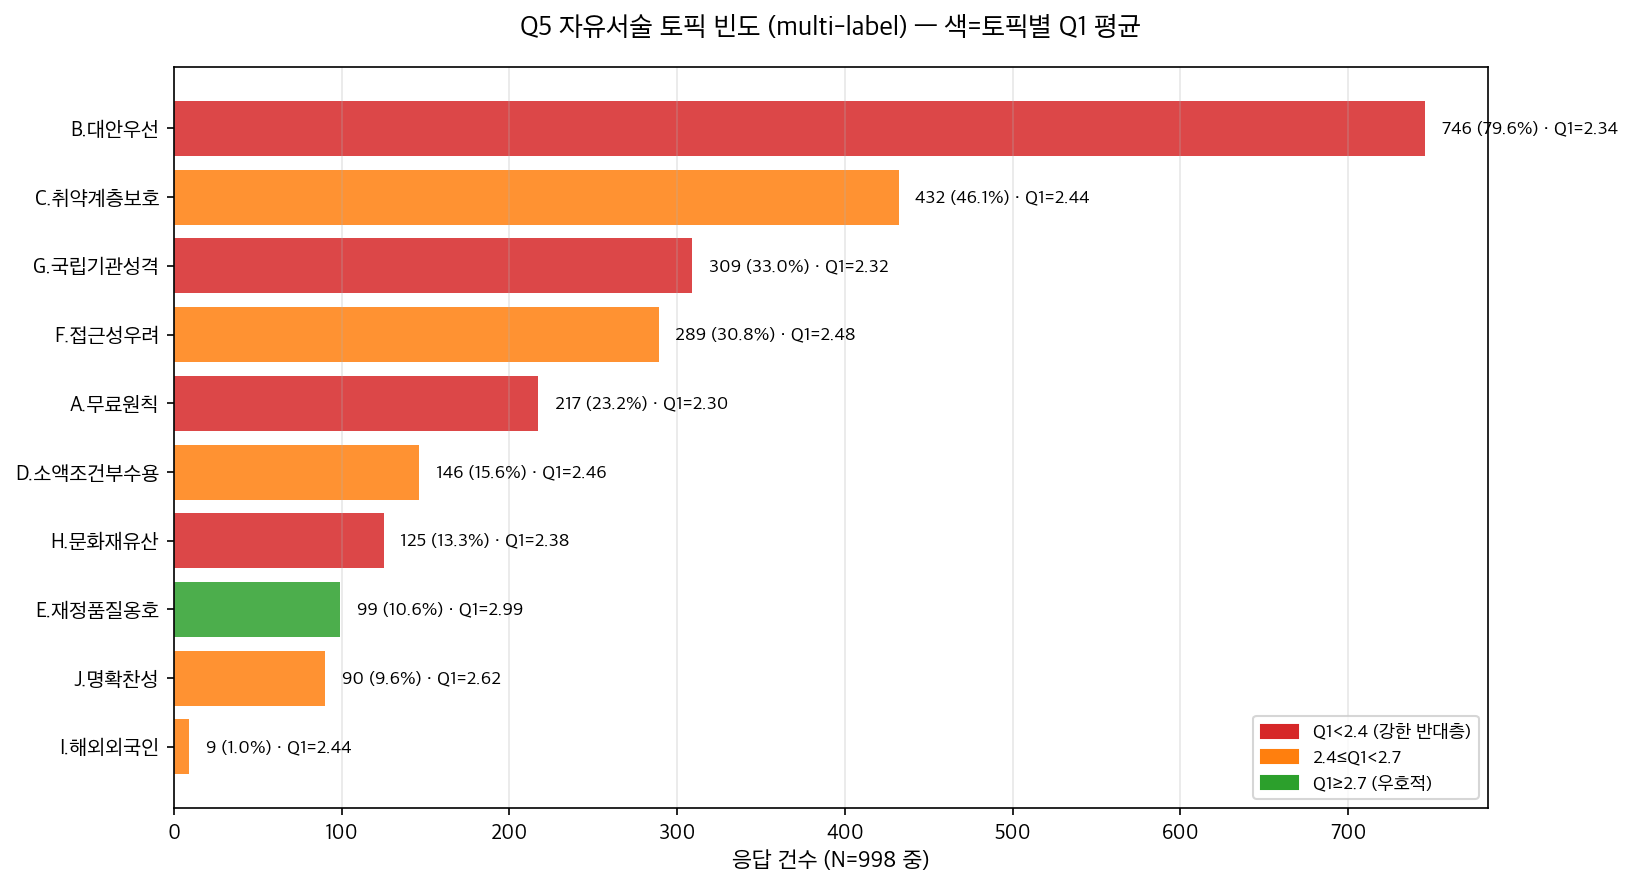 Q5 자유서술 토픽 빈도 (multi-label) — 색=토픽별 Q1 평균
B.대안우선
746 (79.6%) · Q1=2.34
C.취약계층보호
432 (46.1%) · Q1=2.44
G.국립기관성격
309 (33.0%) · Q1=2.32
F.접근성우려
289 (30.8%) · Q1=2.48
A.무료원칙
217 (23.2%) · Q1=2.30
D.소액조건부수용
146 (15.6%) · Q1=2.46
H.문화재유산
125 (13.3%) · Q1=2.38
E.재정품질옹호
99 (10.6%) · Q1=2.99
J.명확찬성
90 (9.6%) · Q1=2.62
I.해외외국인
9 (1.0%) · Q1=2.44
Q1<2.4 (강한 반대층)
2.4≤Q1<2.7
Q1≥2.7 (우호적)
0 100 200 300 400 500 600 700
응답 건수 (N=998 중)